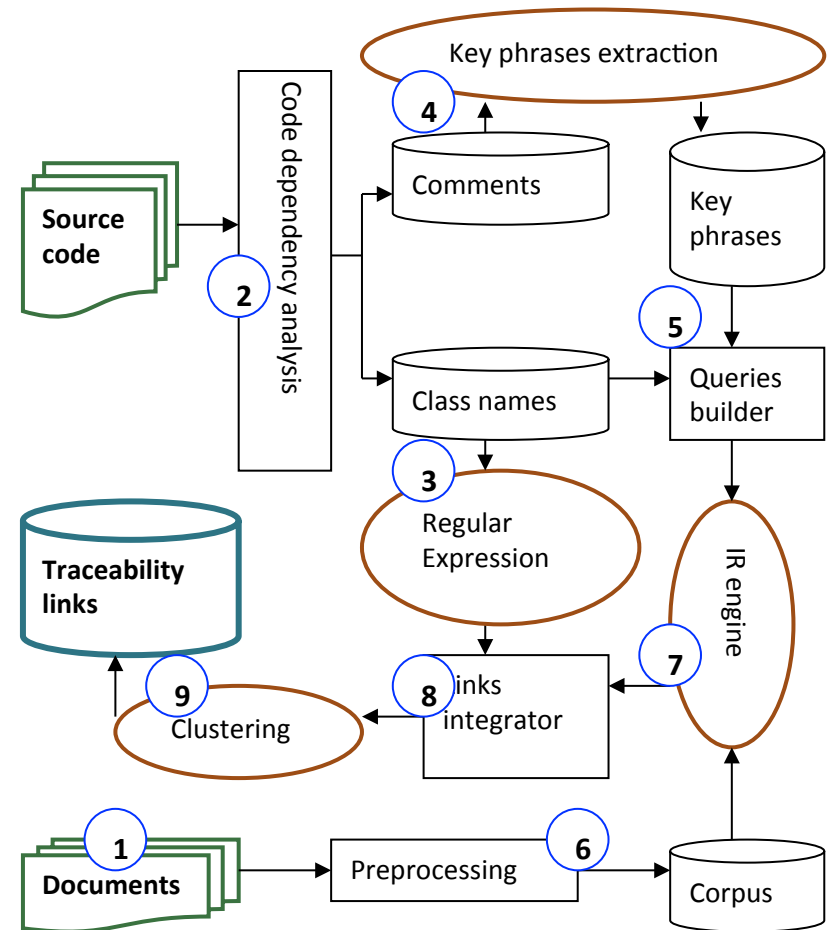 Key phrases extraction
4
Code dependency analysis
Comments
Key
phrases
Source
code
2
5
Class names
Queries
builder
3
Regular
Expression
IR engine
Traceability
links
7
9
8
inks
integrator
Clustering
1
6
Documents
Preprocessing
Corpus